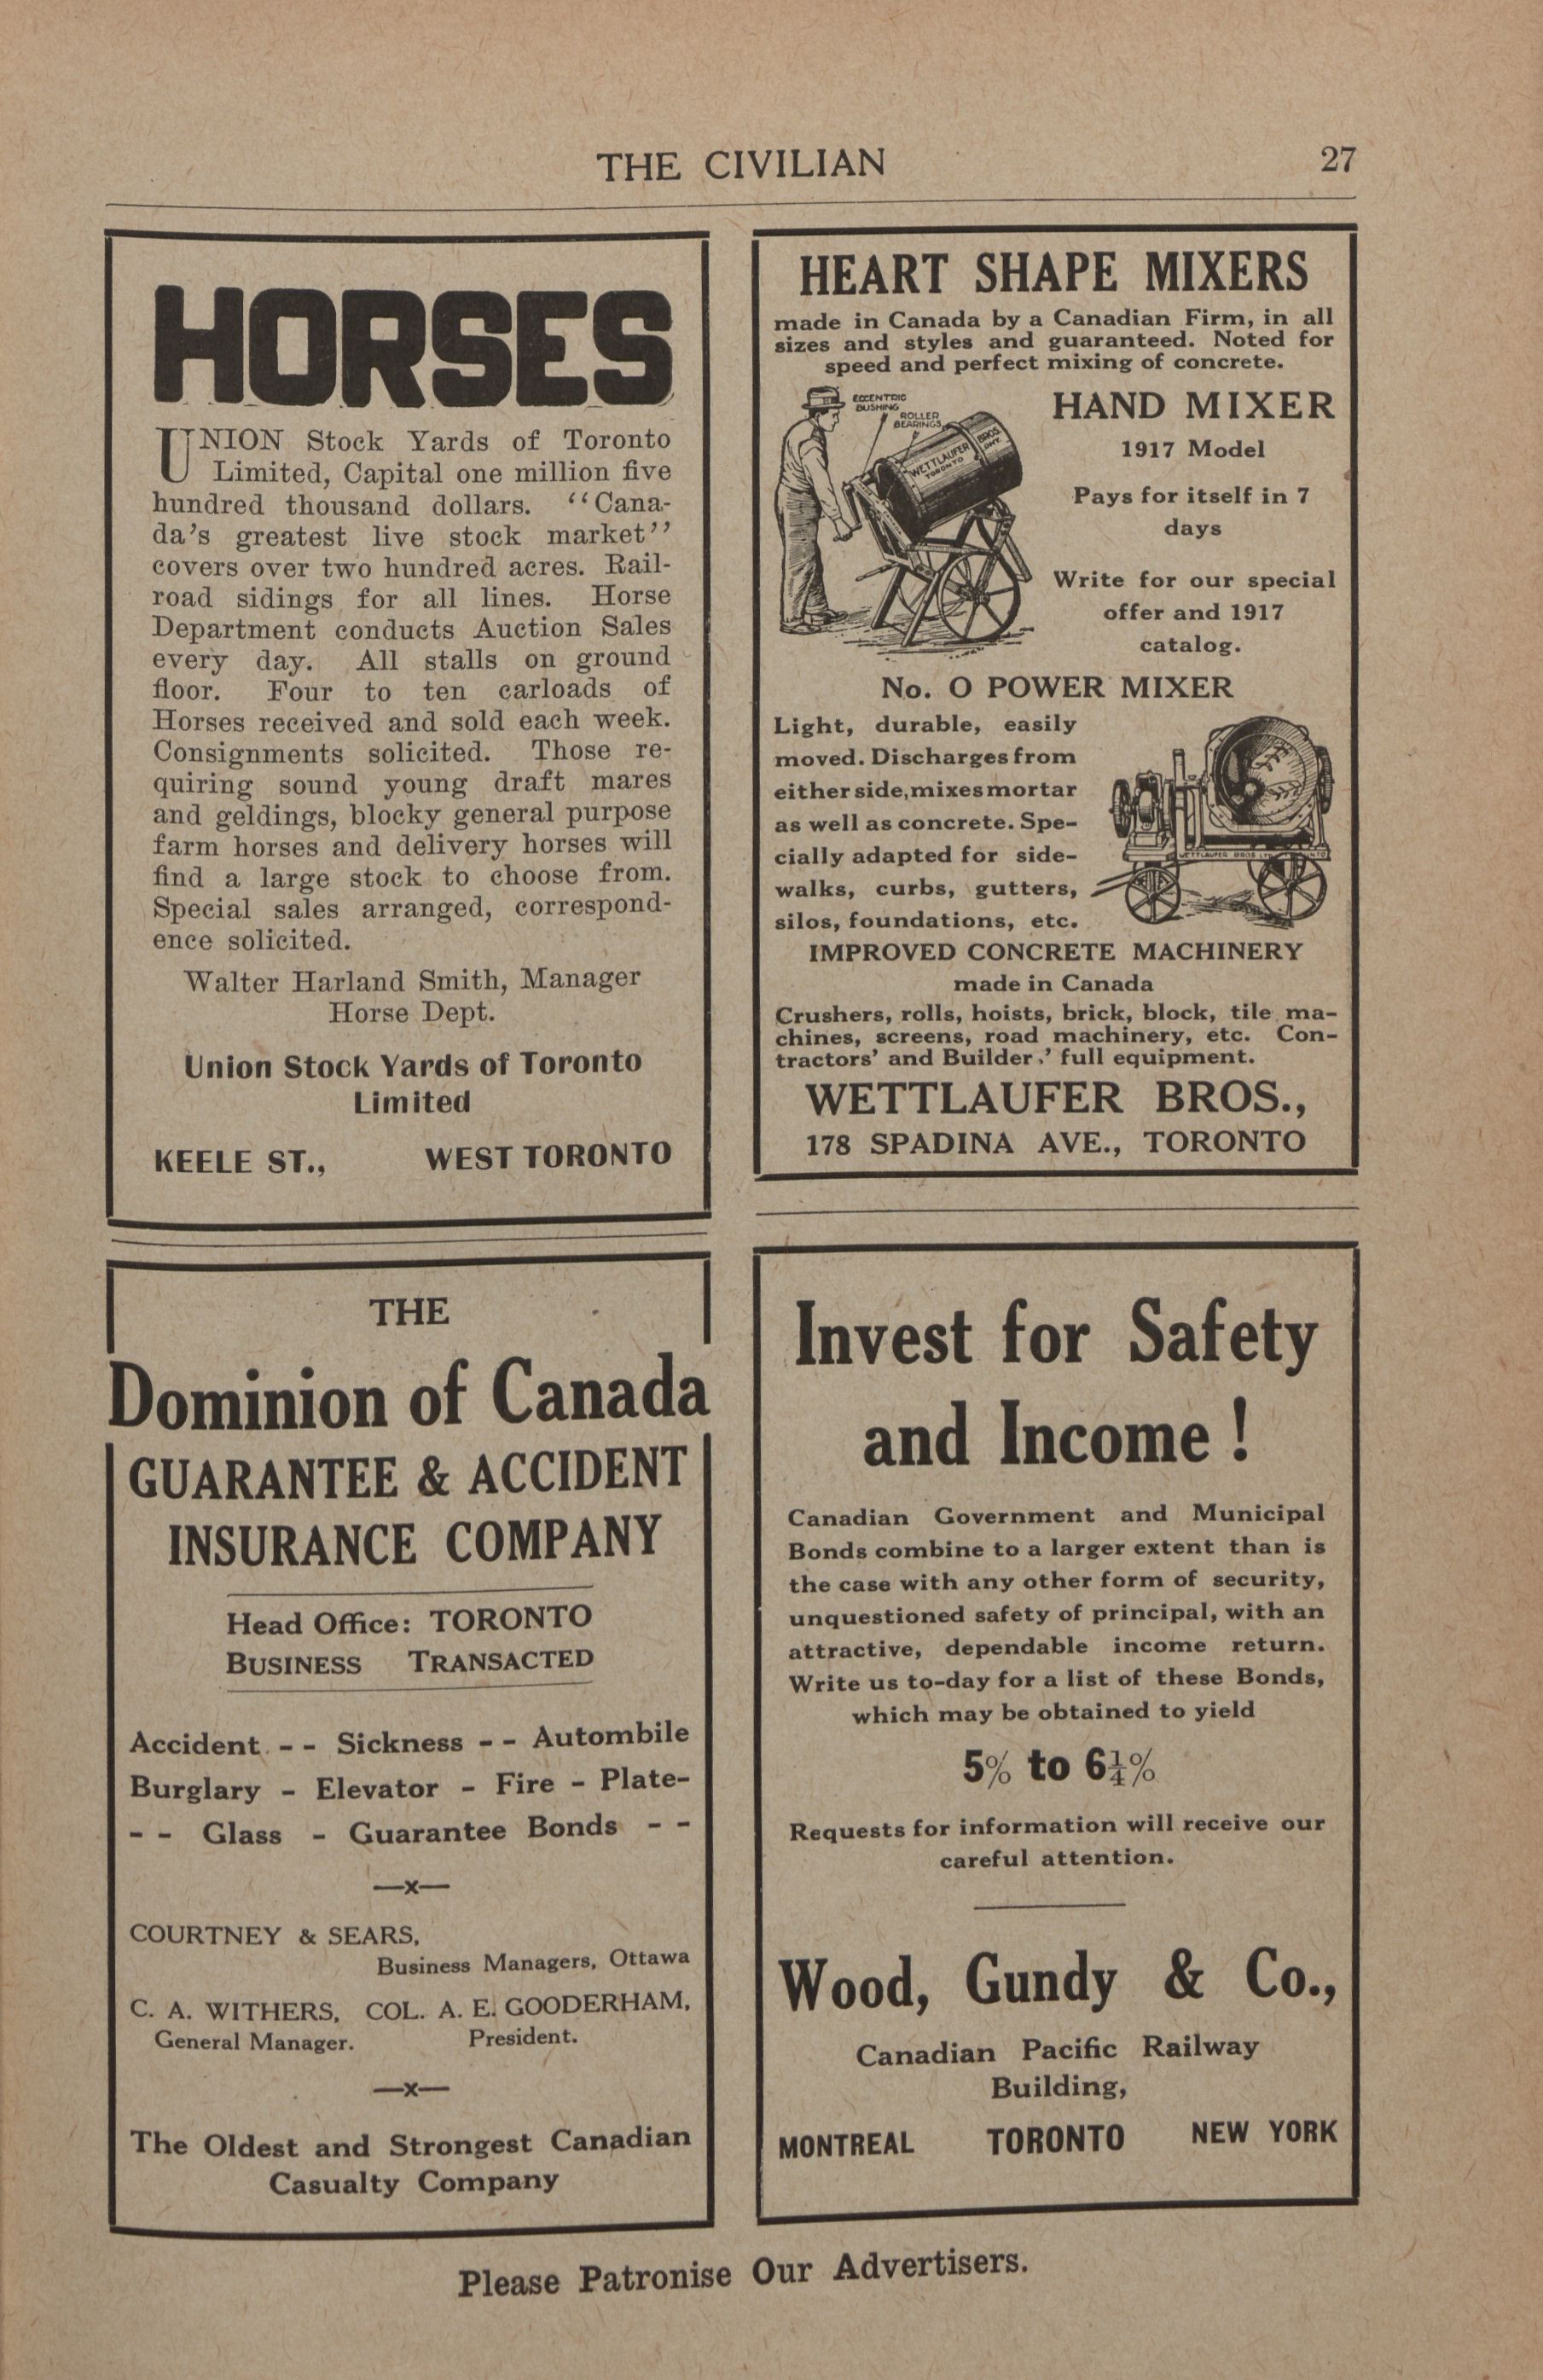 THE CIVILIAN
27
HORSES
UNION Stock Yards of Toronto
Limited, Capital one million five
hundred thousand dollars. ‘‘Cana-
da’s greatest live stock market’’
covers over two hundred acres. Rail-
road sidings for all lines. Horse
Department conducts Auction Sales
every day. All stalls on ground
floor. Four to ten carloads of
Horses received and sold each week.
Consignments solicited. Those re-
quiring sound young draft mares
and geldings, blocky general purpose
farm horses and delivery horses will
find a large stock to choose from.
Special sales arranged, correspond-
ence solicited.
Walter Harland Smith, Manager
Horse Dept.
Union Stock Yards of Toronto
Limited
KEELE ST., WEST TORONTO
HEART SHAPE MIXERS
made in Canada by a Canadian Firm, in all
sizes and styles and guaranteed. Noted for
speed and perfect mixing of concrete.
ECCENTRIC
BUSHING
ROLLER
BEARINGS
WETTLAUFER
BROS.
TORONTO
ONT.
HAND MIXER
1917 Model
Pays for itself in 7
days
Write for our special
offer and 1917
catalog.
No. O POWER MIXER
Light, durable, easily
moved. Discharges from
either side, mixes mortar
as well as concrete. Spe-
cially adapted for side-
walks, curbs, gutters,
silos, foundations, etc.
WETTLAUFER BROS LTD TORONTO
IMPROVED CONCRETE MACHINERY
made in Canada
Crushers, rolls, hoists, brick, block, tile ma-
chines, screens, road machinery, etc. Con-
tractors’ and Builder.’ full equipment.
WETTLAUFER BROS.,
178 SPADINA AVE., TORONTO
THE
Dominion of Canada
GUARANTEE & ACCIDENT
INSURANCE COMPANY
Head Office: TORONTO
BUSINESS TRANSACTED
Accident - - Sickness - - Autombile
Burglary - Elevator - Fire - Plate-
- - Glass - Guarantee Bonds - -
—x—
COURTNEY & SEARS,
Business Managers, Ottawa
C. A. WITHERS, COL. A. E. GOODERHAM,
General Manager. President.
—x—
The Oldest and Strongest Canadian
Casualty Company
Invest for Safety
and Income !
Canadian Government and Municipal
Bonds combine to a larger extent than is
the case with any other form of security,
unquestioned safety of principal, with an
attractive, dependable income return.
Write us to-day for a list of these Bonds,
which may be obtained to yield
5% to 6¼%
Requests for information will receive our
careful attention.
Wood, Gundy & Co.,
Canadian Pacific Railway
Building,
MONTREAL TORONTO NEW YORK
Please Patronise Our Advertisers.